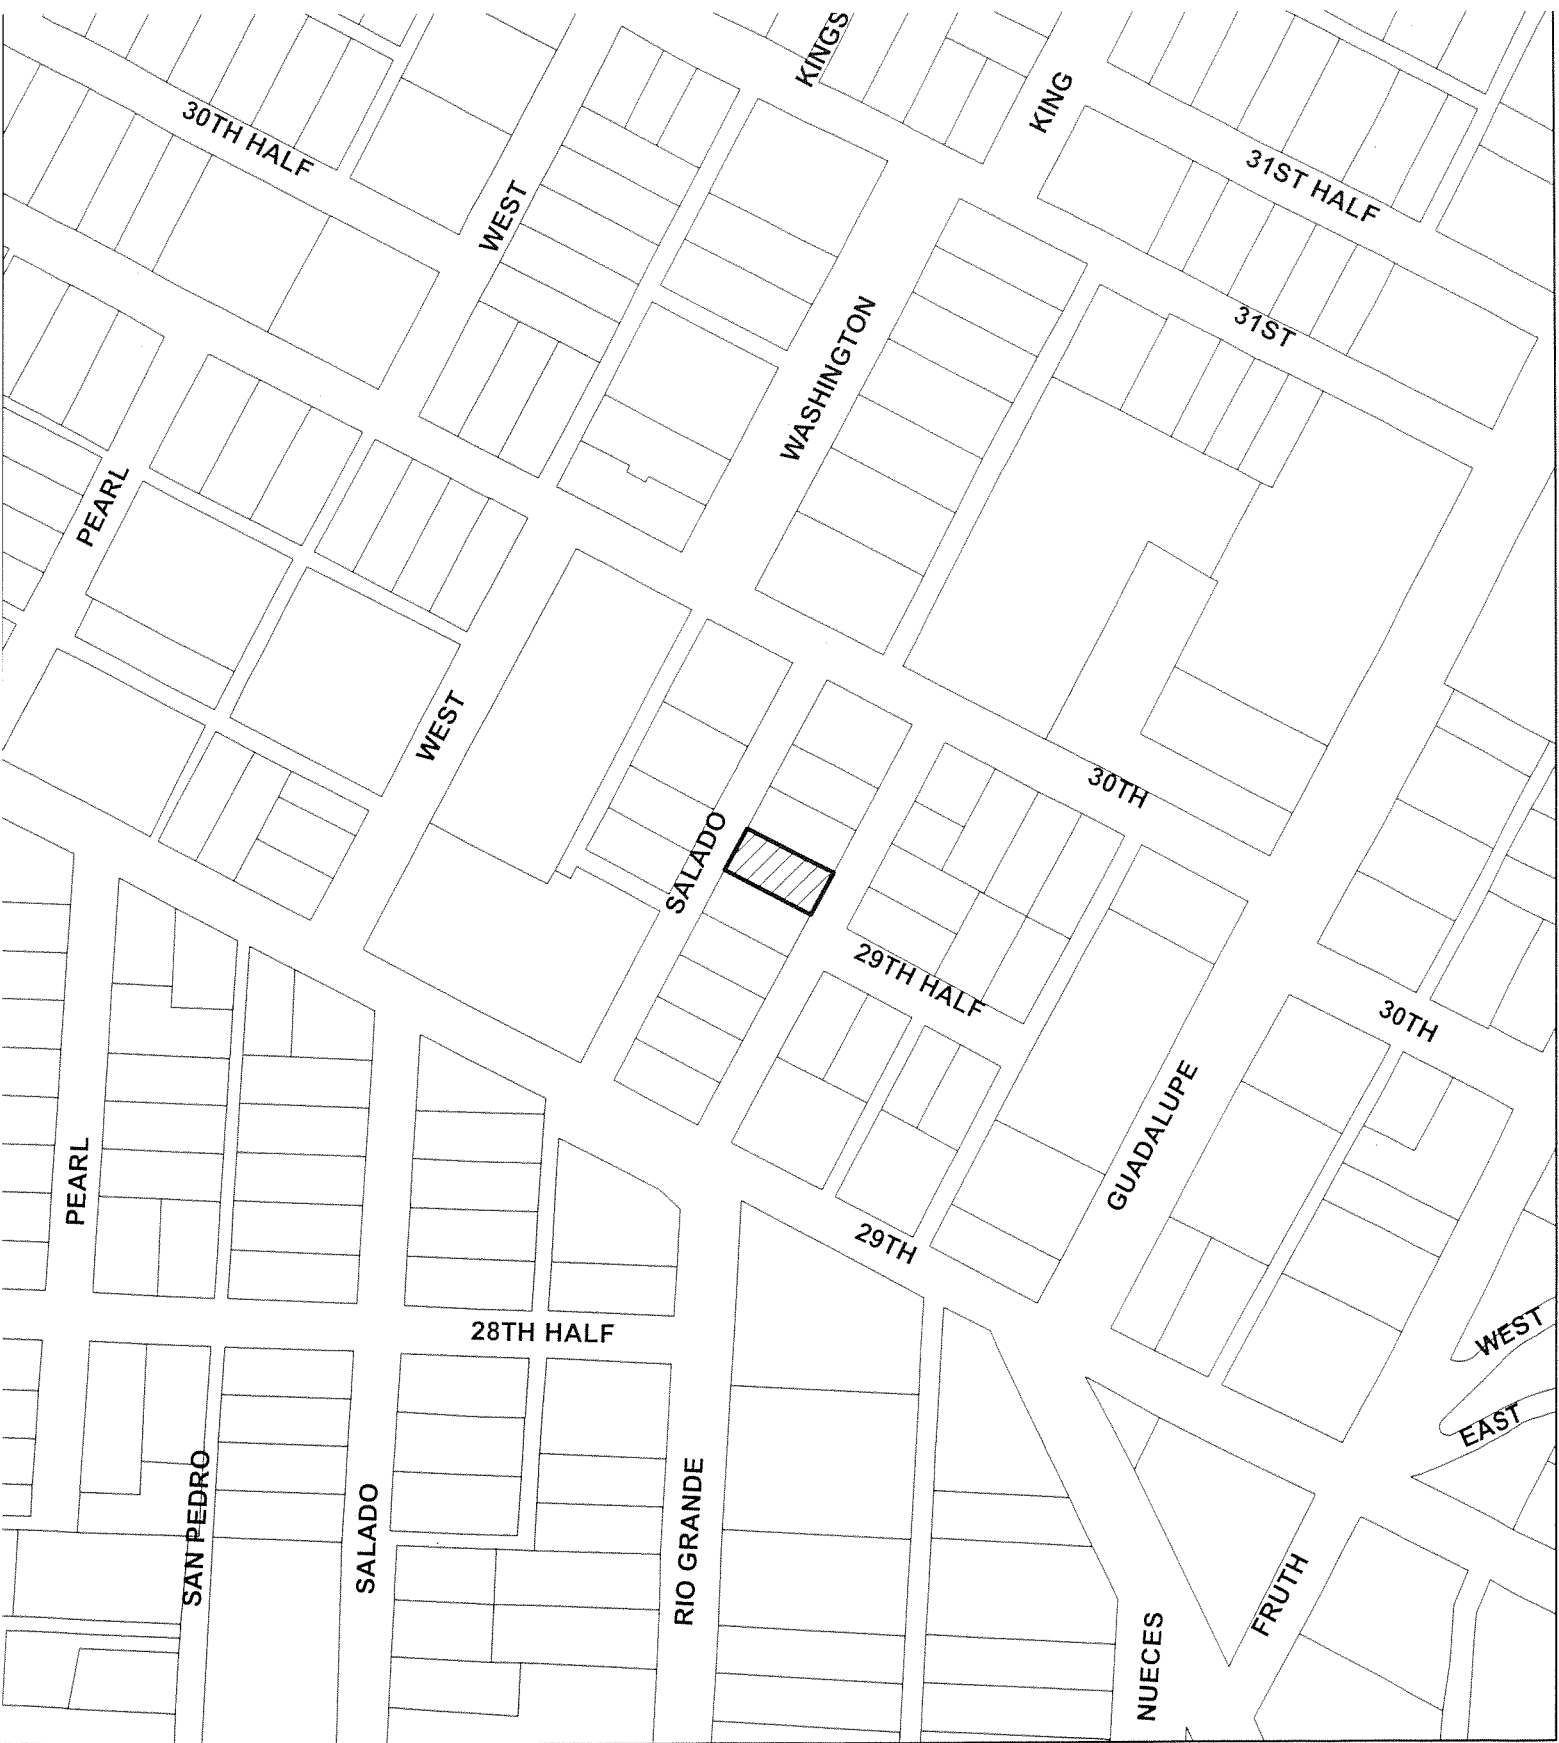 KINGS
KING
30TH HALF
31ST HALF
WEST
31ST
WASHINGTON
PEARL
WEST
30TH
SALADO
29TH HALF
30TH
GUADALUPE
PEARL
29TH
28TH HALF
WEST
EAST
SAN PEDRO
SALADO
RIO GRANDE
FRUTH
NUECES